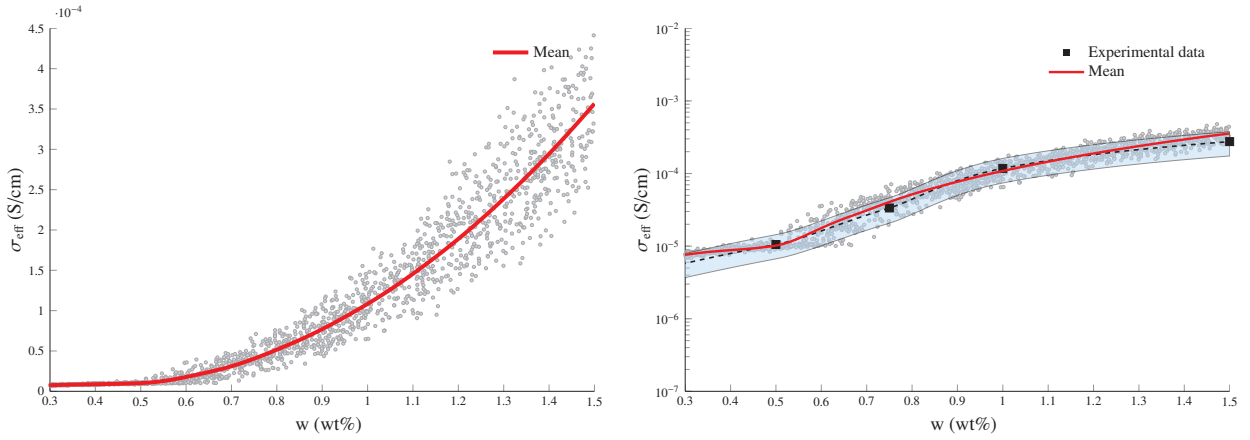 ·10⁻⁴
4.5
4
3.5
3
2.5
2
1.5
1
0.5
0
σeff (S/cm)
Mean
0.3 0.4 0.5 0.6 0.7 0.8 0.9 1 1.1 1.2 1.3 1.4 1.5
w (wt%)
10⁻²
10⁻³
10⁻⁴
10⁻⁵
10⁻⁶
10⁻⁷
σeff (S/cm)
Experimental data
Mean
0.3 0.4 0.5 0.6 0.7 0.8 0.9 1 1.1 1.2 1.3 1.4 1.5
w (wt%)